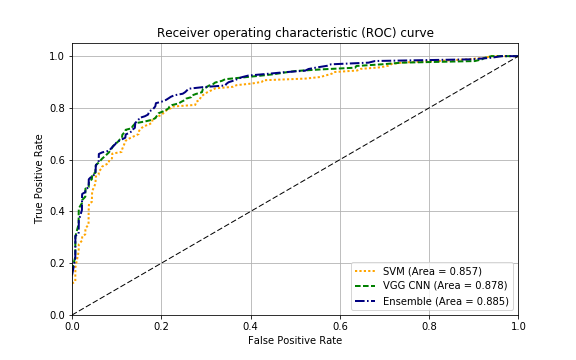 Receiver operating characteristic (ROC) curve
True Positive Rate
1.0
0.8
0.6
0.4
0.2
0.0
SVM (Area = 0.857)
VGG CNN (Area = 0.878)
Ensemble (Area = 0.885)
0.0 0.2 0.4 0.6 0.8 1.0
False Positive Rate